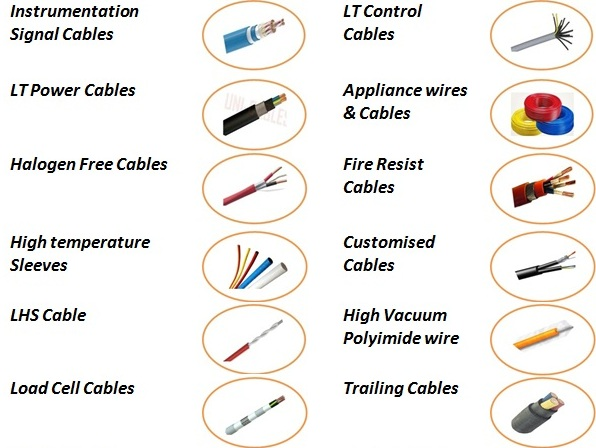 Instrumentation
Signal Cables
LT Control
Cables
LT Power Cables
Appliance wires
& Cables
Halogen Free Cables
Fire Resist
Cables
High temperature
Sleeves
Customised
Cables
LHS Cable
High Vacuum
Polyimide wire
Load Cell Cables
Trailing Cables